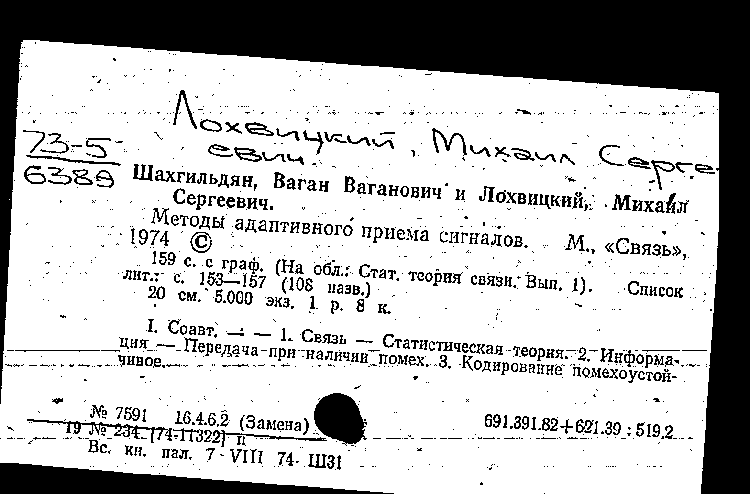 Лохвицкий, Михаил Серге
евич.
73-5
6389
Шахгильдян, Ваган Ваганович и Лохвицкий, Михаил
Сергеевич.
Методы адаптивного приема сигналов. М., «Связь»,
1974 ©
159 с. с граф. (На обл.: Стат. теория связи. Вып. 1). Список
лит.: с. 153—157 (108 назв.)
20 см. 5.000 экз. 1 р. 8 к.
I. Соавт. — — 1. Связь — Статистическая теория. 2. Информа-
ция — Передача при наличии помех. 3. Кодирование помехоустой-
чивое.
№ 7591 16.4.6.2 (Замена) 691.391.82+621.39:519.2
19 № 234 [74-11322] п
Вс. кн. пал. 7 VIII 74 Ш31